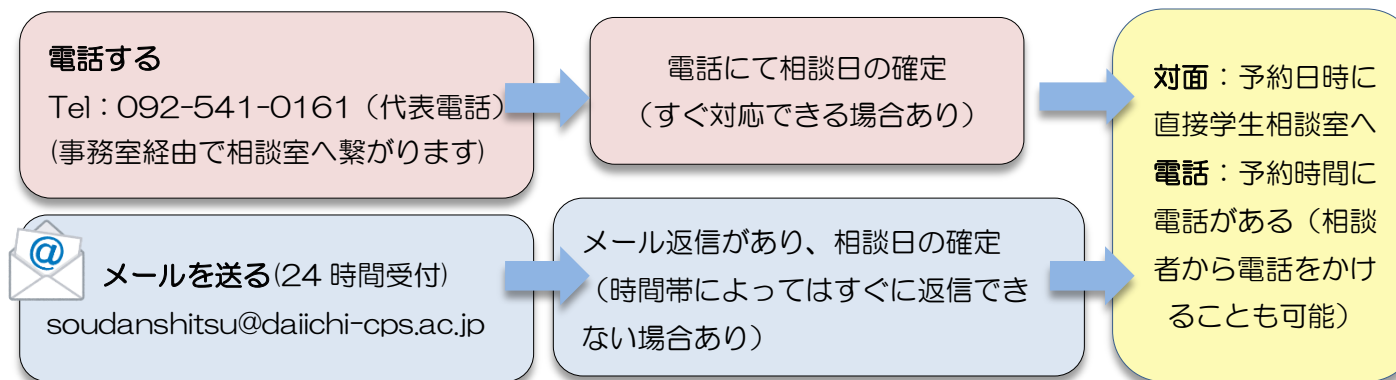 電話する
Tel：092-541-0161（代表電話）
(事務室経由で相談室へ繋がります)
電話にて相談日の確定
（すぐ対応できる場合あり）
メールを送る(24時間受付)
soudanshitsu@daiichi-cps.ac.jp
メール返信があり、相談日の確定
（時間帯によってはすぐに返信でき
ない場合あり）
対面：予約日時に
直接学生相談室へ
電話：予約時間に
電話がある（相談
者から電話をかけ
ることも可能）